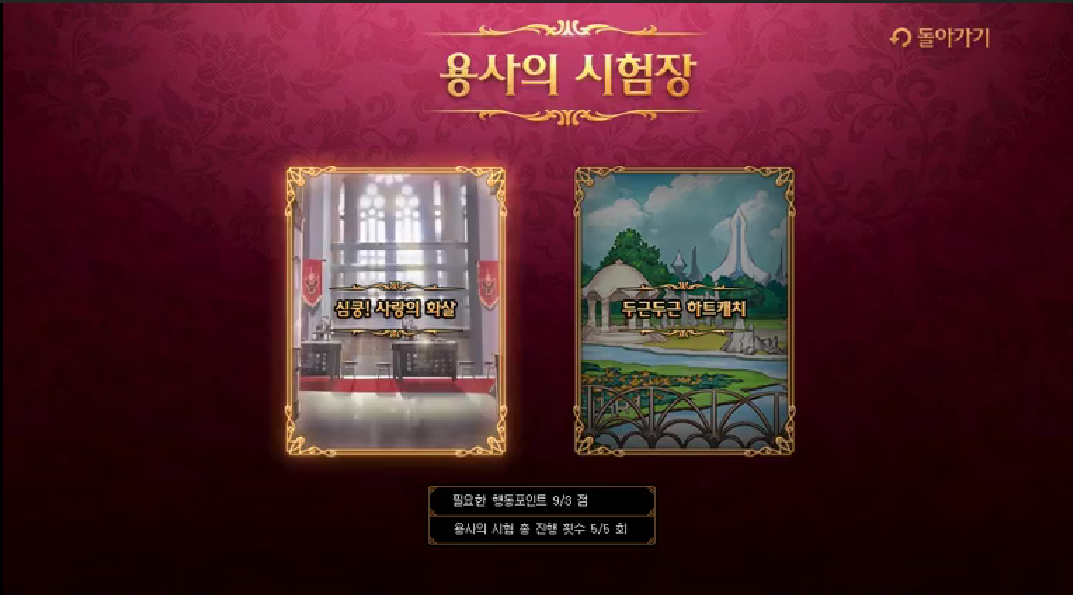 돌아가기
용사의 시험장
심쿵! 사랑의 화살
두근두근 하트캐치
필요한 행동포인트 9/3 점
용사의 시험 총 진행 횟수 5/5 회